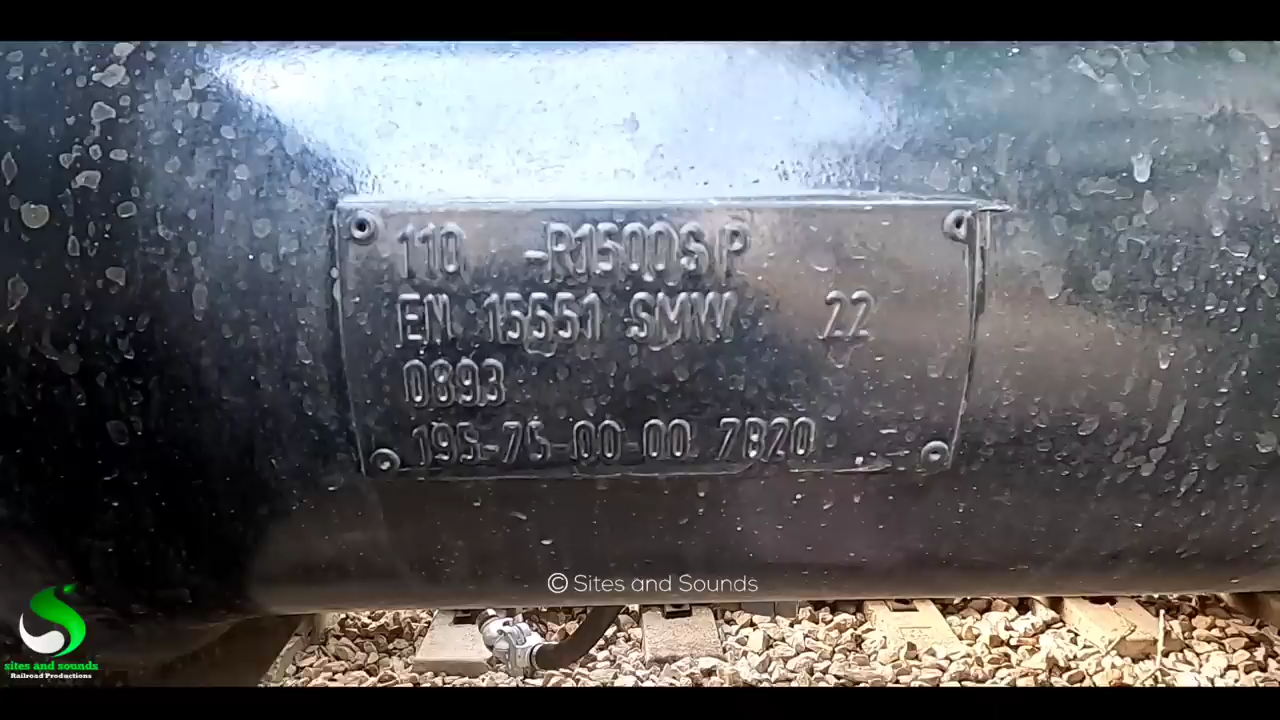 110 -R1500S P
EN 15551 SMW 22
0893
195-75-00-00 7820
© Sites and Sounds
sites and sounds
Railroad Productions